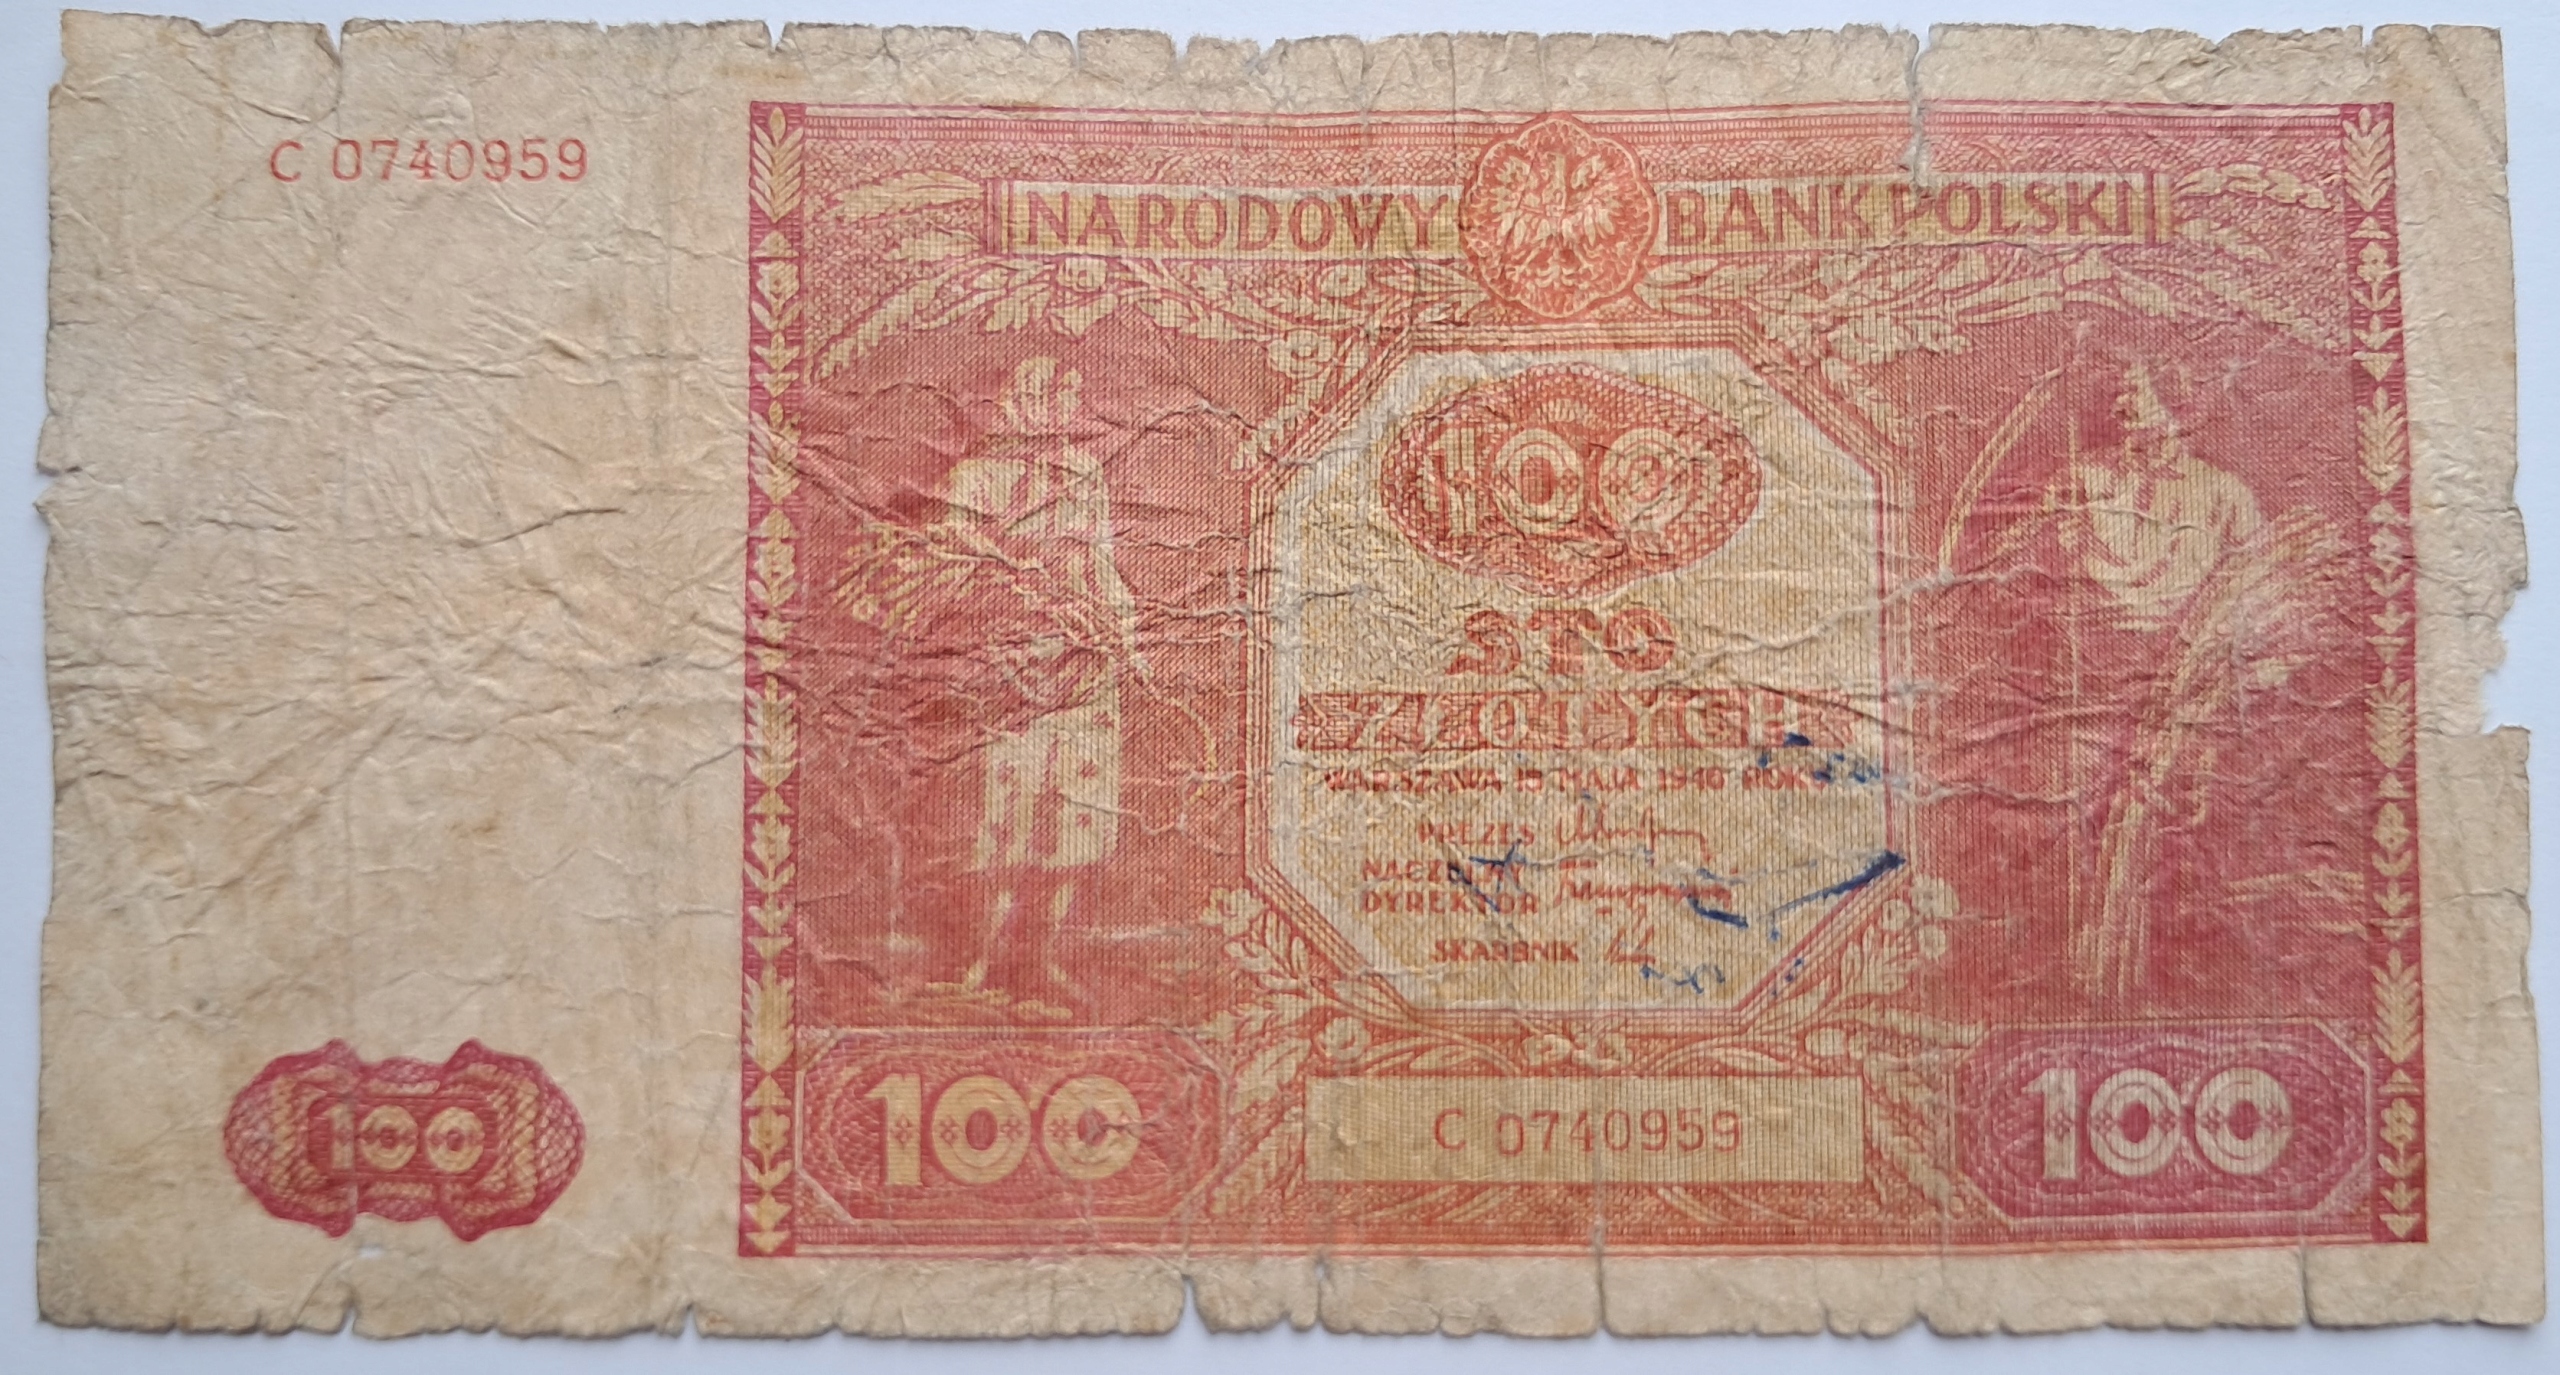 C 0740959
NARODOWY BANK POLSKI
100
STO
ZŁOTYCH
WARSZAWA 15 MAJA 1946 ROKU
PREZES
NACZELNY
DYREKTOR
SKARBNIK
100
100
C 0740959
100